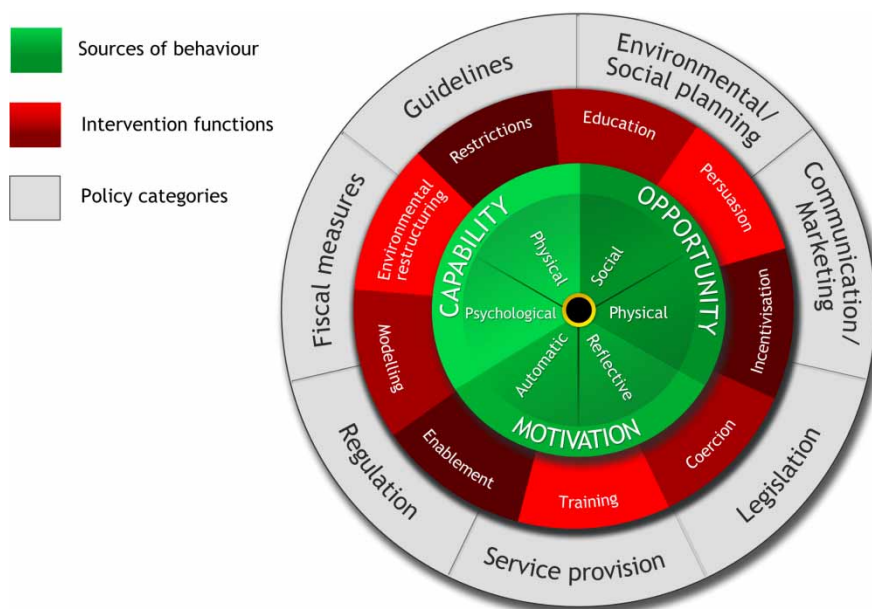 Sources of behaviour
Intervention functions
Policy categories
Guidelines
Environmental/
Social planning
Communication/
Marketing
Legislation
Service provision
Regulation
Fiscal measures
Restrictions
Education
Persuasion
Incentivisation
Coercion
Training
Enablement
Modelling
Environmental
restructuring
CAPABILITY
OPPORTUNITY
MOTIVATION
Physical
Social
Psychological
Physical
Automatic
Reflective